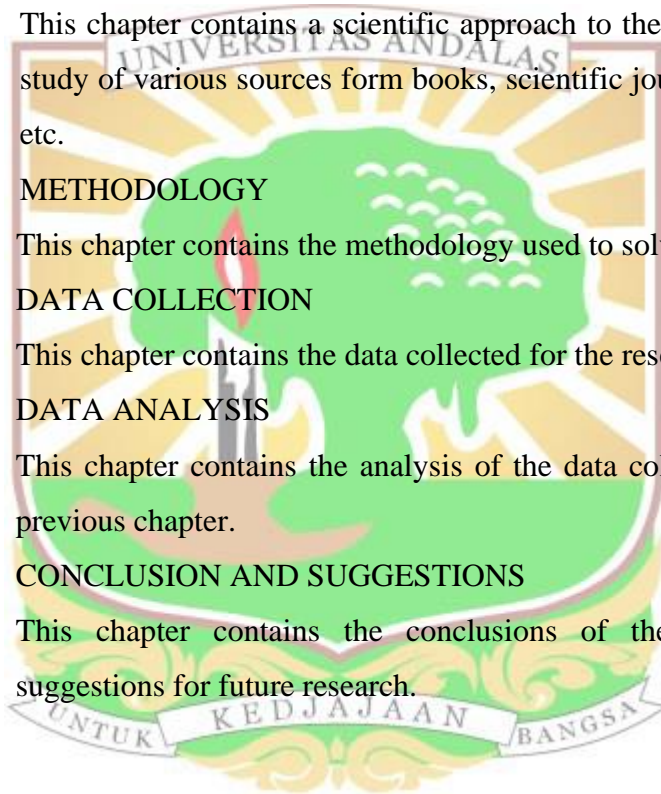 This chapter contains a scientific approach to the
UNIVERSITAS ANDALAS
study of various sources form books, scientific jou
etc.
METHODOLOGY
This chapter contains the methodology used to sol
DATA COLLECTION
This chapter contains the data collected for the res
DATA ANALYSIS
This chapter contains the analysis of the data col
previous chapter.
CONCLUSION AND SUGGESTIONS
This chapter contains the conclusions of the
suggestions for future research.
UNTUK KEDJAJAAN BANGSA